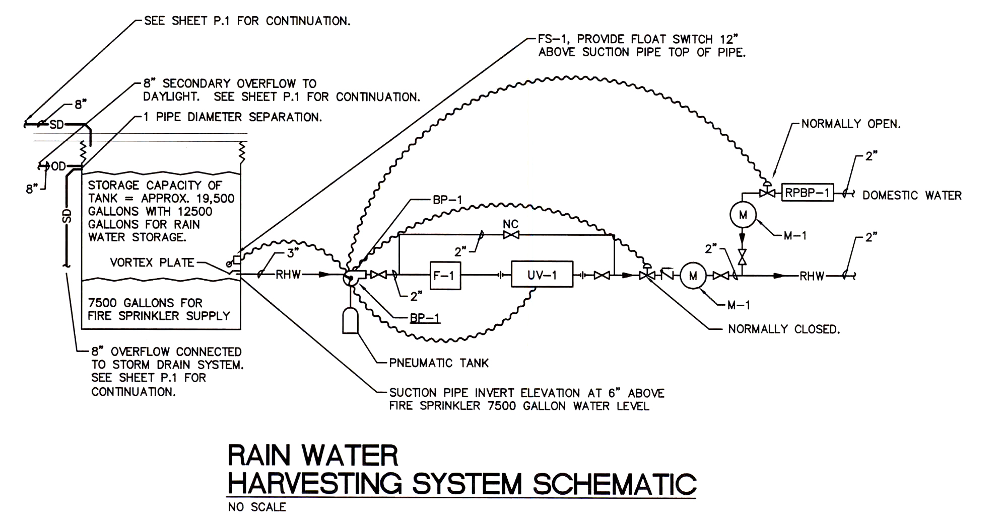 SEE SHEET P.1 FOR CONTINUATION.
FS-1, PROVIDE FLOAT SWITCH 12"
ABOVE SUCTION PIPE TOP OF PIPE.
8" SECONDARY OVERFLOW TO
DAYLIGHT. SEE SHEET P.1 FOR CONTINUATION.
8"
1 PIPE DIAMETER SEPARATION.
SD
NORMALLY OPEN.
2"
OD
8"
STORAGE CAPACITY OF
TANK = APPROX. 19,500
GALLONS WITH 12500
GALLONS FOR RAIN
WATER STORAGE.
SD
RPBP-1
DOMESTIC WATER
BP-1
M
M-1
NC
2"
2"
2"
3"
VORTEX PLATE
RHW
F-1
UV-1
M
RHW
2"
M-1
BP-1
7500 GALLONS FOR
FIRE SPRINKLER SUPPLY
NORMALLY CLOSED.
8" OVERFLOW CONNECTED
TO STORM DRAIN SYSTEM.
SEE SHEET P.1 FOR
CONTINUATION.
PNEUMATIC TANK
SUCTION PIPE INVERT ELEVATION AT 6" ABOVE
FIRE SPRINKLER 7500 GALLON WATER LEVEL
RAIN WATER
HARVESTING SYSTEM SCHEMATIC
NO SCALE